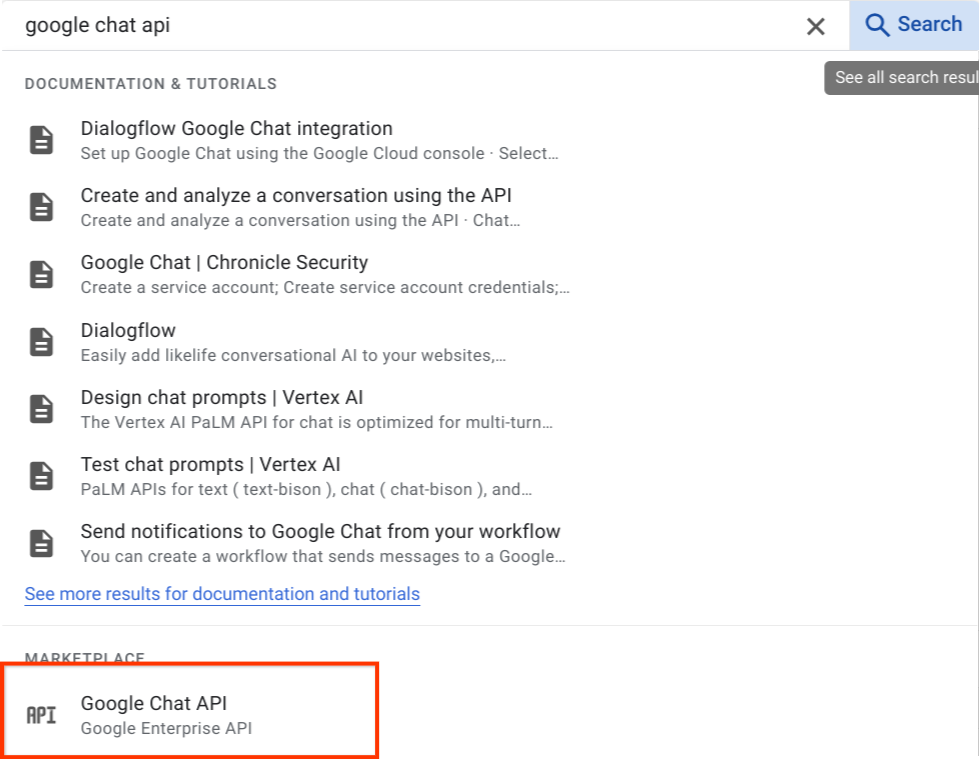 google chat api
Search
See all search resul
DOCUMENTATION & TUTORIALS
Dialogflow Google Chat integration
Set up Google Chat using the Google Cloud console · Select...
Create and analyze a conversation using the API
Create and analyze a conversation using the API · Chat...
Google Chat | Chronicle Security
Create a service account; Create service account credentials;...
Dialogflow
Easily add likelife conversational AI to your websites,...
Design chat prompts | Vertex AI
The Vertex AI PaLM API for chat is optimized for multi-turn...
Test chat prompts | Vertex AI
PaLM APIs for text ( text-bison ), chat ( chat-bison ), and...
Send notifications to Google Chat from your workflow
You can create a workflow that sends messages to a Google...
See more results for documentation and tutorials
MARKETPLACE
API
Google Chat API
Google Enterprise API